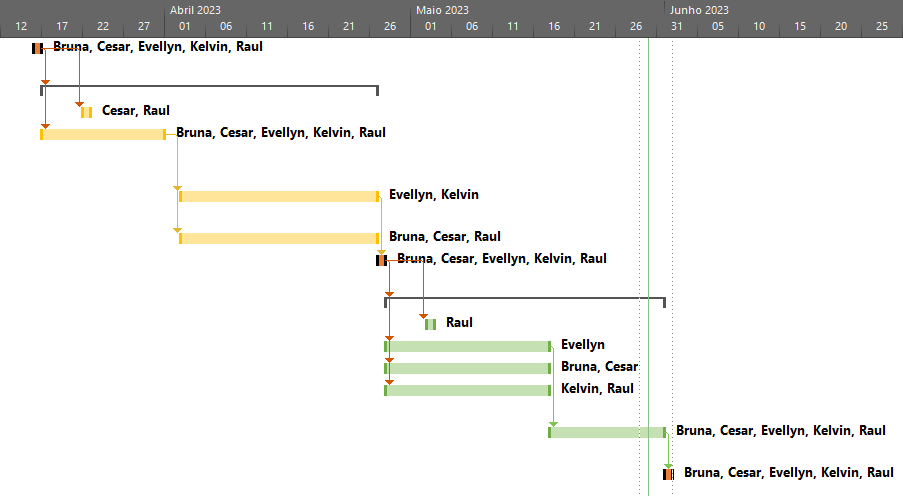 Abril 2023 Maio 2023 Junho 2023
12 17 22 27 01 06 11 16 21 26 01 06 11 16 21 26 31 05 10 15 20 25
Bruna, Cesar, Evellyn, Kelvin, Raul
Cesar, Raul
Bruna, Cesar, Evellyn, Kelvin, Raul
Evellyn, Kelvin
Bruna, Cesar, Raul
Bruna, Cesar, Evellyn, Kelvin, Raul
Raul
Evellyn
Bruna, Cesar
Kelvin, Raul
Bruna, Cesar, Evellyn, Kelvin, Raul
Bruna, Cesar, Evellyn, Kelvin, Raul